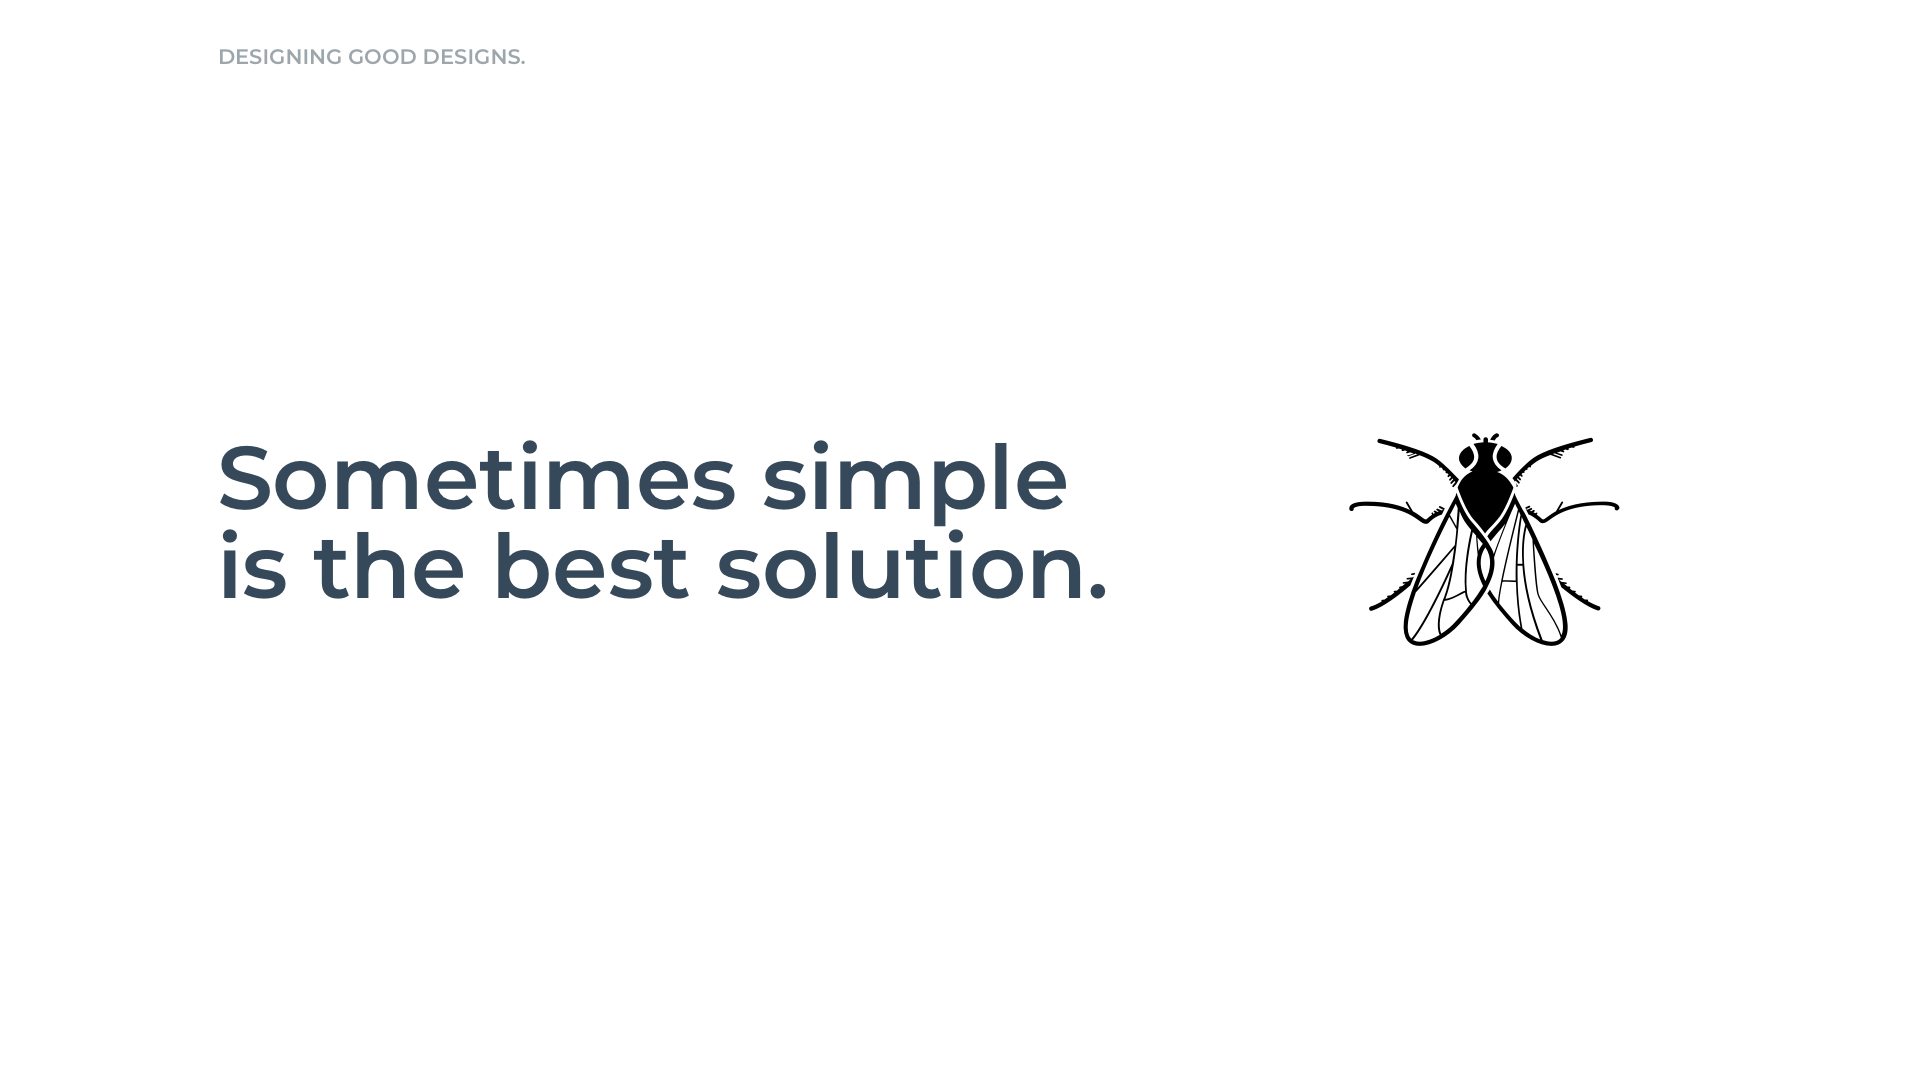 DESIGNING GOOD DESIGNS.
Sometimes simple
is the best solution.